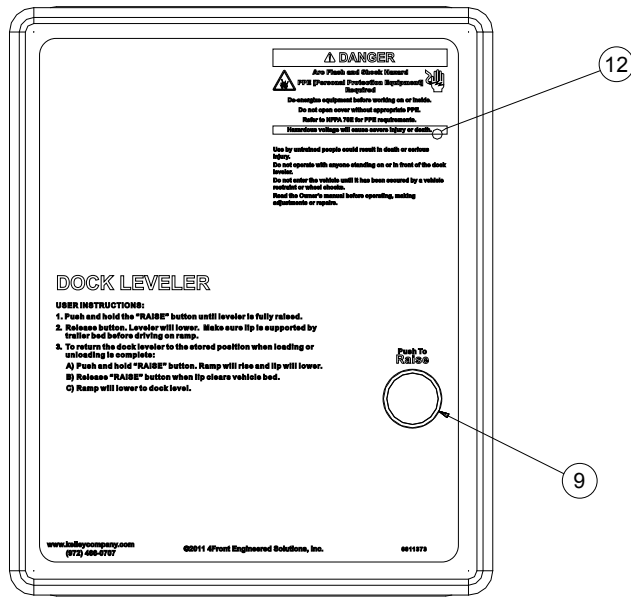 ⚠ DANGER
Arc Flash and Shock Hazard
PPE [Personal Protection Equipment]
Required
De-energize equipment before working on or inside.
Do not open cover without appropriate PPE.
Refer to NFPA 70E for PPE requirements.
Hazardous voltage will cause severe injury or death.
12
Use by untrained people could result in death or serious
injury.
Do not operate with anyone standing on or in front of the dock
leveler.
Do not enter the vehicle until it has been secured by a vehicle
restraint or wheel chocks.
Read the Owner's manual before operating, making
adjustments or repairs.
DOCK LEVELER
USER INSTRUCTIONS:
1. Push and hold the "RAISE" button until leveler is fully raised.
2. Release button. Leveler will lower. Make sure lip is supported by
trailer bed before driving on ramp.
3. To return the dock leveler to the stored position when loading or
unloading is complete:
A) Push and hold "RAISE" button. Ramp will rise and lip will lower.
B) Release "RAISE" button when lip clears vehicle bed.
C) Ramp will lower to dock level.
Push To
Raise
9
www.kelleycompany.com
(972) 466-0707
©2011 4Front Engineered Solutions, Inc.